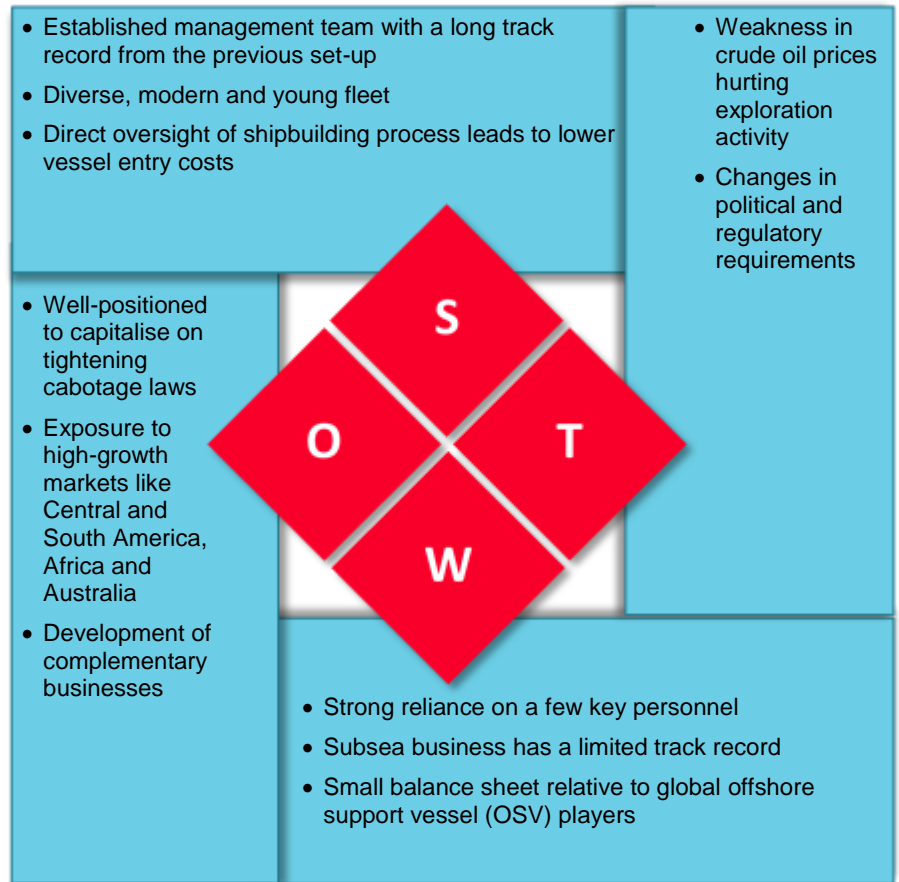 • Established management team with a long track
record from the previous set-up
• Diverse, modern and young fleet
• Direct oversight of shipbuilding process leads to lower
vessel entry costs
• Weakness in
crude oil prices
hurting
exploration
activity
• Changes in
political and
regulatory
requirements
• Well-positioned
to capitalise on
tightening
cabotage laws
• Exposure to
high-growth
markets like
Central and
South America,
Africa and
Australia
• Development of
complementary
businesses
S
O
T
W
• Strong reliance on a few key personnel
• Subsea business has a limited track record
• Small balance sheet relative to global offshore
support vessel (OSV) players